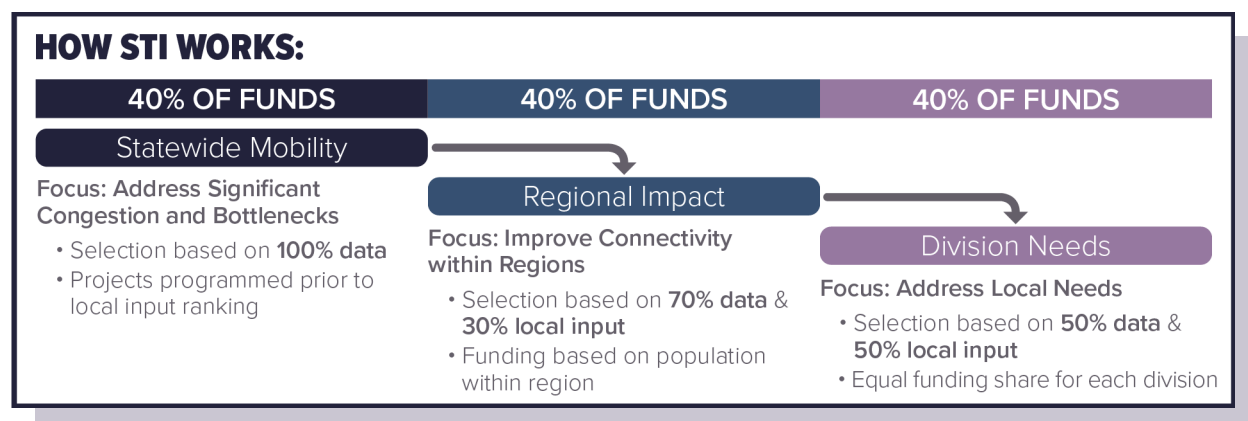 HOW STI WORKS:
40% OF FUNDS
40% OF FUNDS
40% OF FUNDS
Statewide Mobility
Focus: Address Significant
Congestion and Bottlenecks
• Selection based on 100% data
• Projects programmed prior to
local input ranking
Regional Impact
Focus: Improve Connectivity
within Regions
• Selection based on 70% data &
30% local input
• Funding based on population
within region
Division Needs
Focus: Address Local Needs
• Selection based on 50% data &
50% local input
• Equal funding share for each division